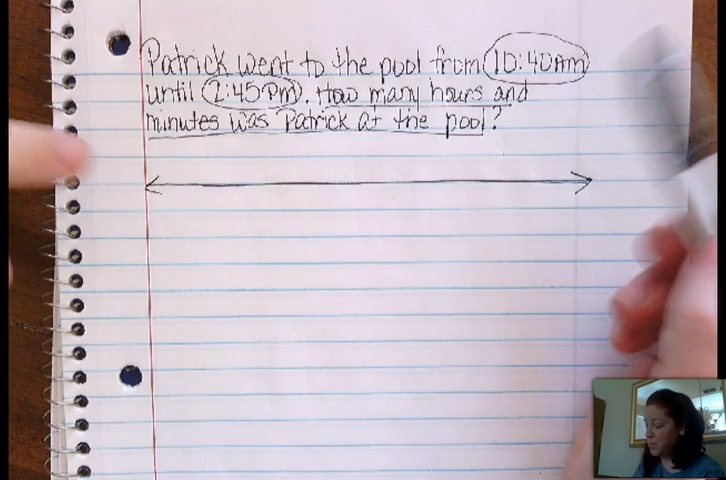 Patrick went to the pool from 10:40Am
until 2:45Pm. How many hours and
minutes was Patrick at the pool?